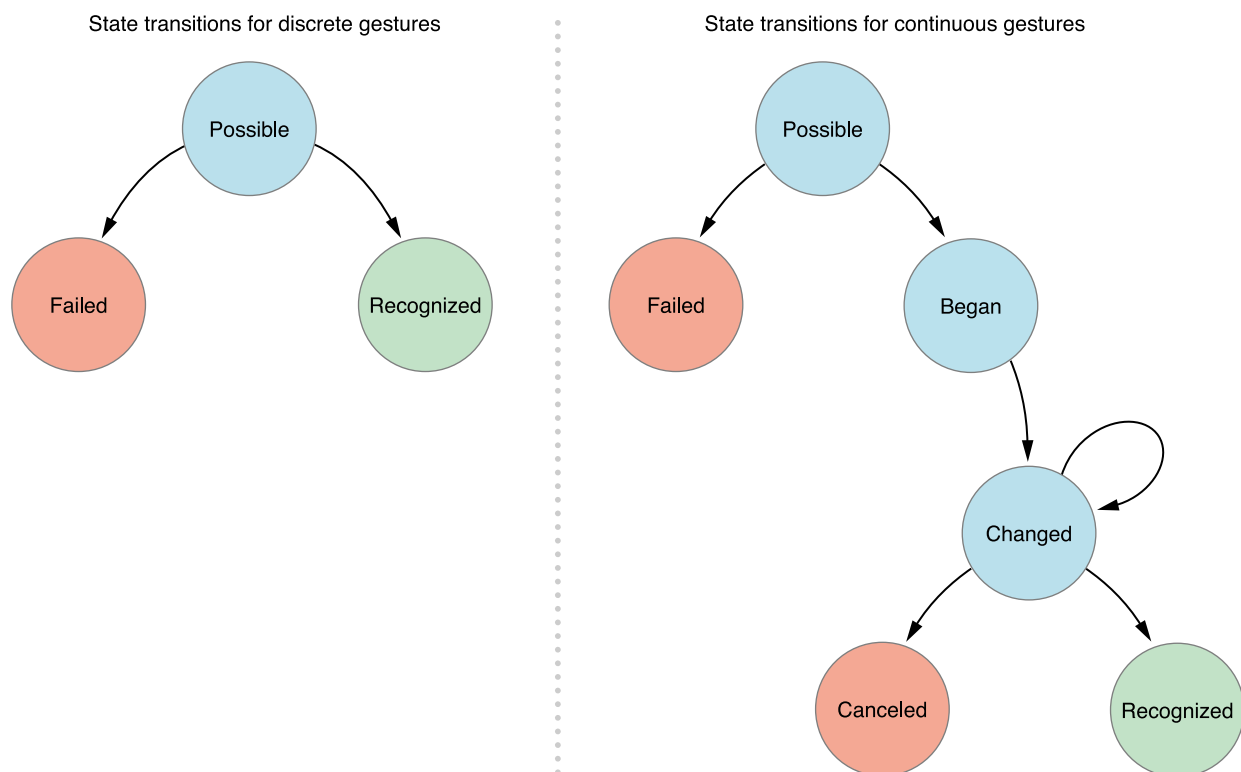 State transitions for discrete gestures
Possible
Failed
Recognized
State transitions for continuous gestures
Possible
Failed
Began
Changed
Canceled
Recognized